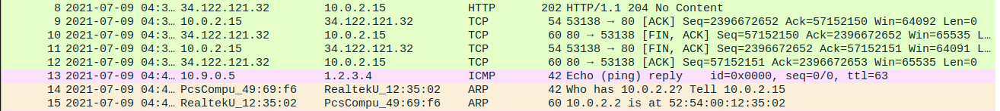 8 2021-07-09 04:3… 34.122.121.32 10.0.2.15 HTTP 202 HTTP/1.1 204 No Content
9 2021-07-09 04:3… 10.0.2.15 34.122.121.32 TCP 54 53138 → 80 [ACK] Seq=2396672652 Ack=57152150 Win=64092 Len=0
10 2021-07-09 04:3… 34.122.121.32 10.0.2.15 TCP 60 80 → 53138 [FIN, ACK] Seq=57152150 Ack=2396672652 Win=65535 L…
11 2021-07-09 04:3… 10.0.2.15 34.122.121.32 TCP 54 53138 → 80 [FIN, ACK] Seq=2396672652 Ack=57152151 Win=64091 L…
12 2021-07-09 04:3… 34.122.121.32 10.0.2.15 TCP 60 80 → 53138 [ACK] Seq=57152151 Ack=2396672653 Win=65535 Len=0
13 2021-07-09 04:4… 10.9.0.5 1.2.3.4 ICMP 42 Echo (ping) reply id=0x0000, seq=0/0, ttl=63
14 2021-07-09 04:4… PcsCompu_49:69:f6 RealtekU_12:35:02 ARP 42 Who has 10.0.2.2? Tell 10.0.2.15
15 2021-07-09 04:4… RealtekU_12:35:02 PcsCompu_49:69:f6 ARP 60 10.0.2.2 is at 52:54:00:12:35:02